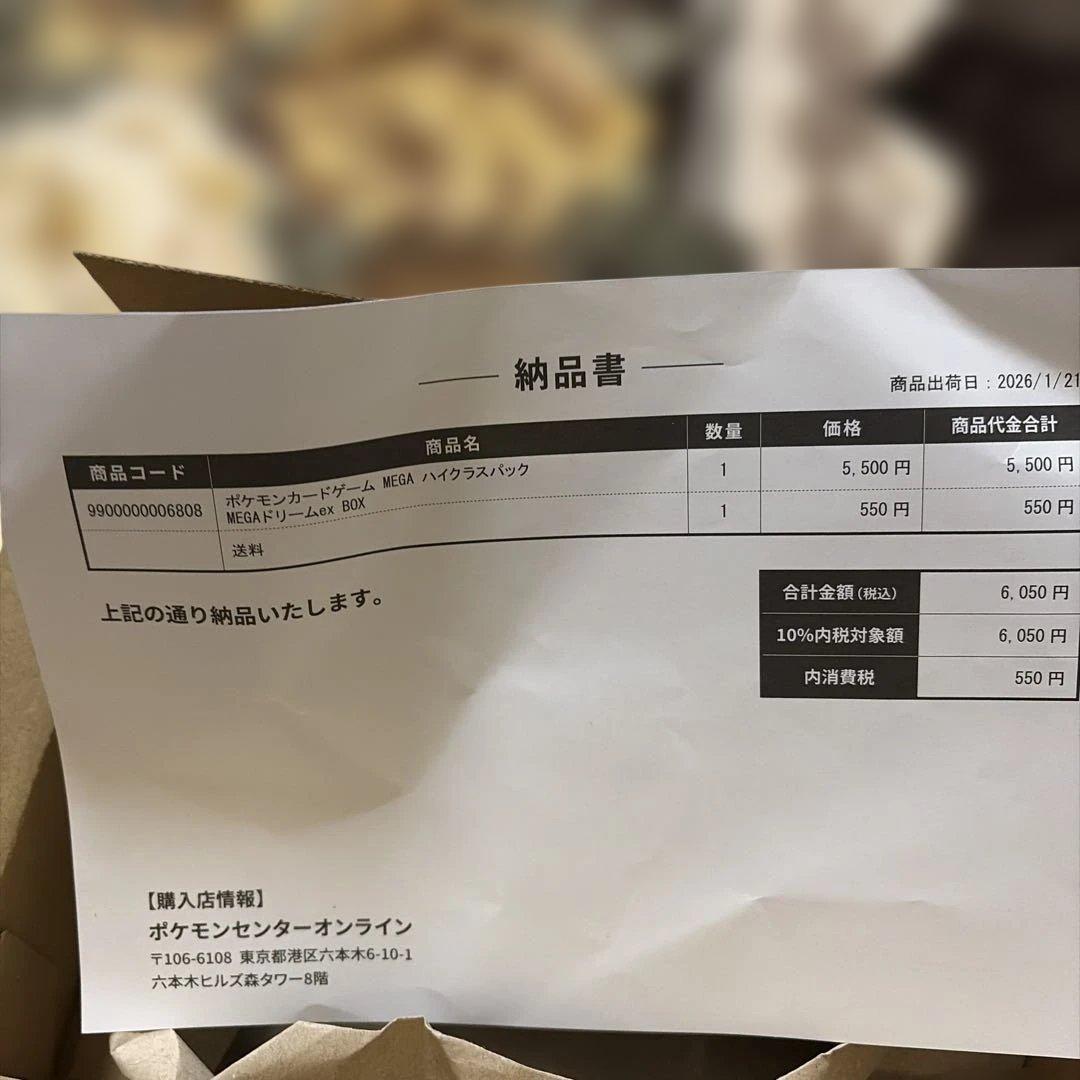 納品書
商品出荷日：2026/1/21
商品コード 商品名 数量 価格 商品代金合計
9900000006808 ポケモンカードゲーム MEGA ハイクラスパック
MEGAドリームex BOX 1 5,500 円 5,500 円
送料 1 550 円 550 円
上記の通り納品いたします。
合計金額(税込) 6,050 円
10%内税対象額 6,050 円
内消費税 550 円
【購入店情報】
ポケモンセンターオンライン
〒106-6108 東京都港区六本木6-10-1
六本木ヒルズ森タワー8階